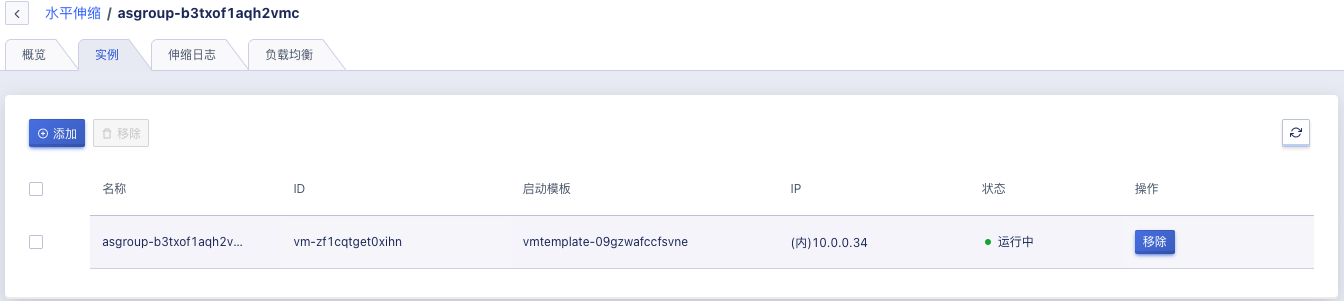 水平伸缩 / asgroup-b3txof1aqh2vmc
概览 实例 伸缩日志 负载均衡
添加 移除
名称 ID 启动模板 IP 状态 操作
asgroup-b3txof1aqh2v... vm-zf1cqtget0xihn vmtemplate-09gzwafccfsvne (内)10.0.0.34 运行中 移除